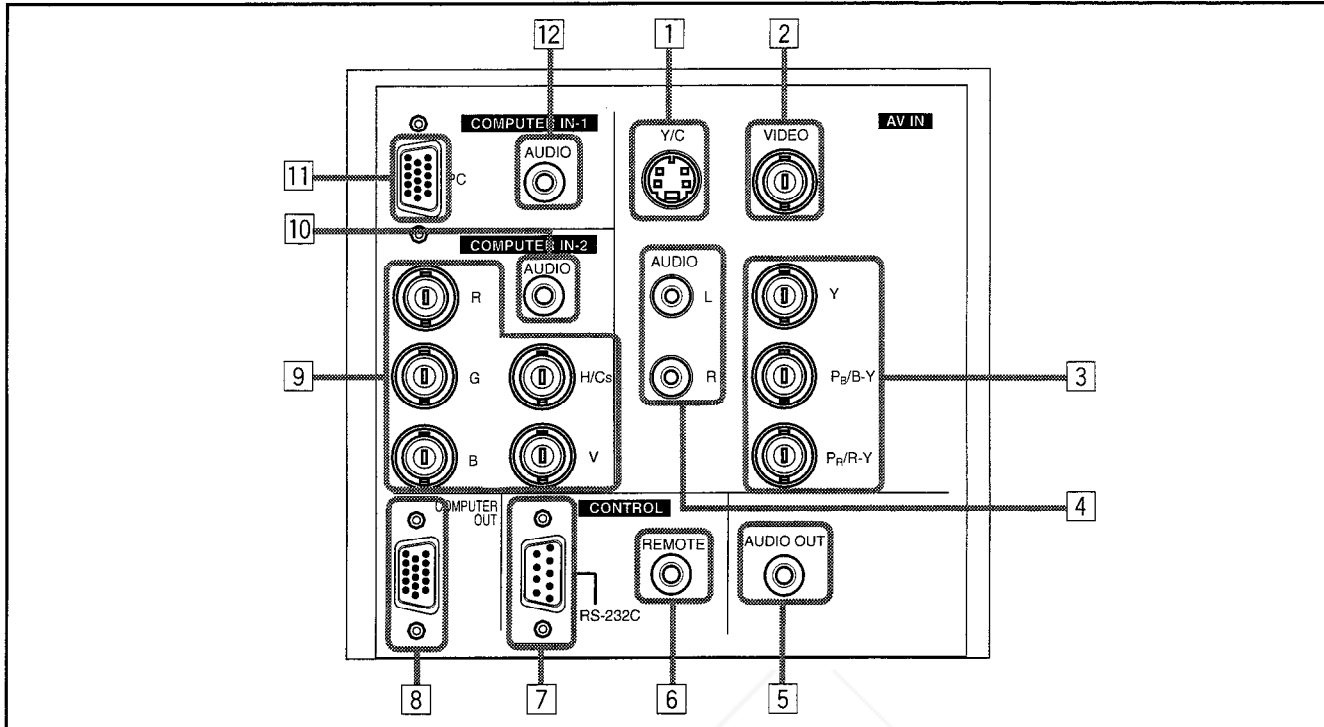 12 1 2
COMPUTER IN-1 AV IN
AUDIO Y/C VIDEO
11
10
COMPUTER IN-2
AUDIO AUDIO
R L Y
9 G H/Cs R PB/B-Y 3
B V PR/R-Y
4
COMPUTER OUT CONTROL
REMOTE AUDIO OUT
RS-232C
8 7 6 5